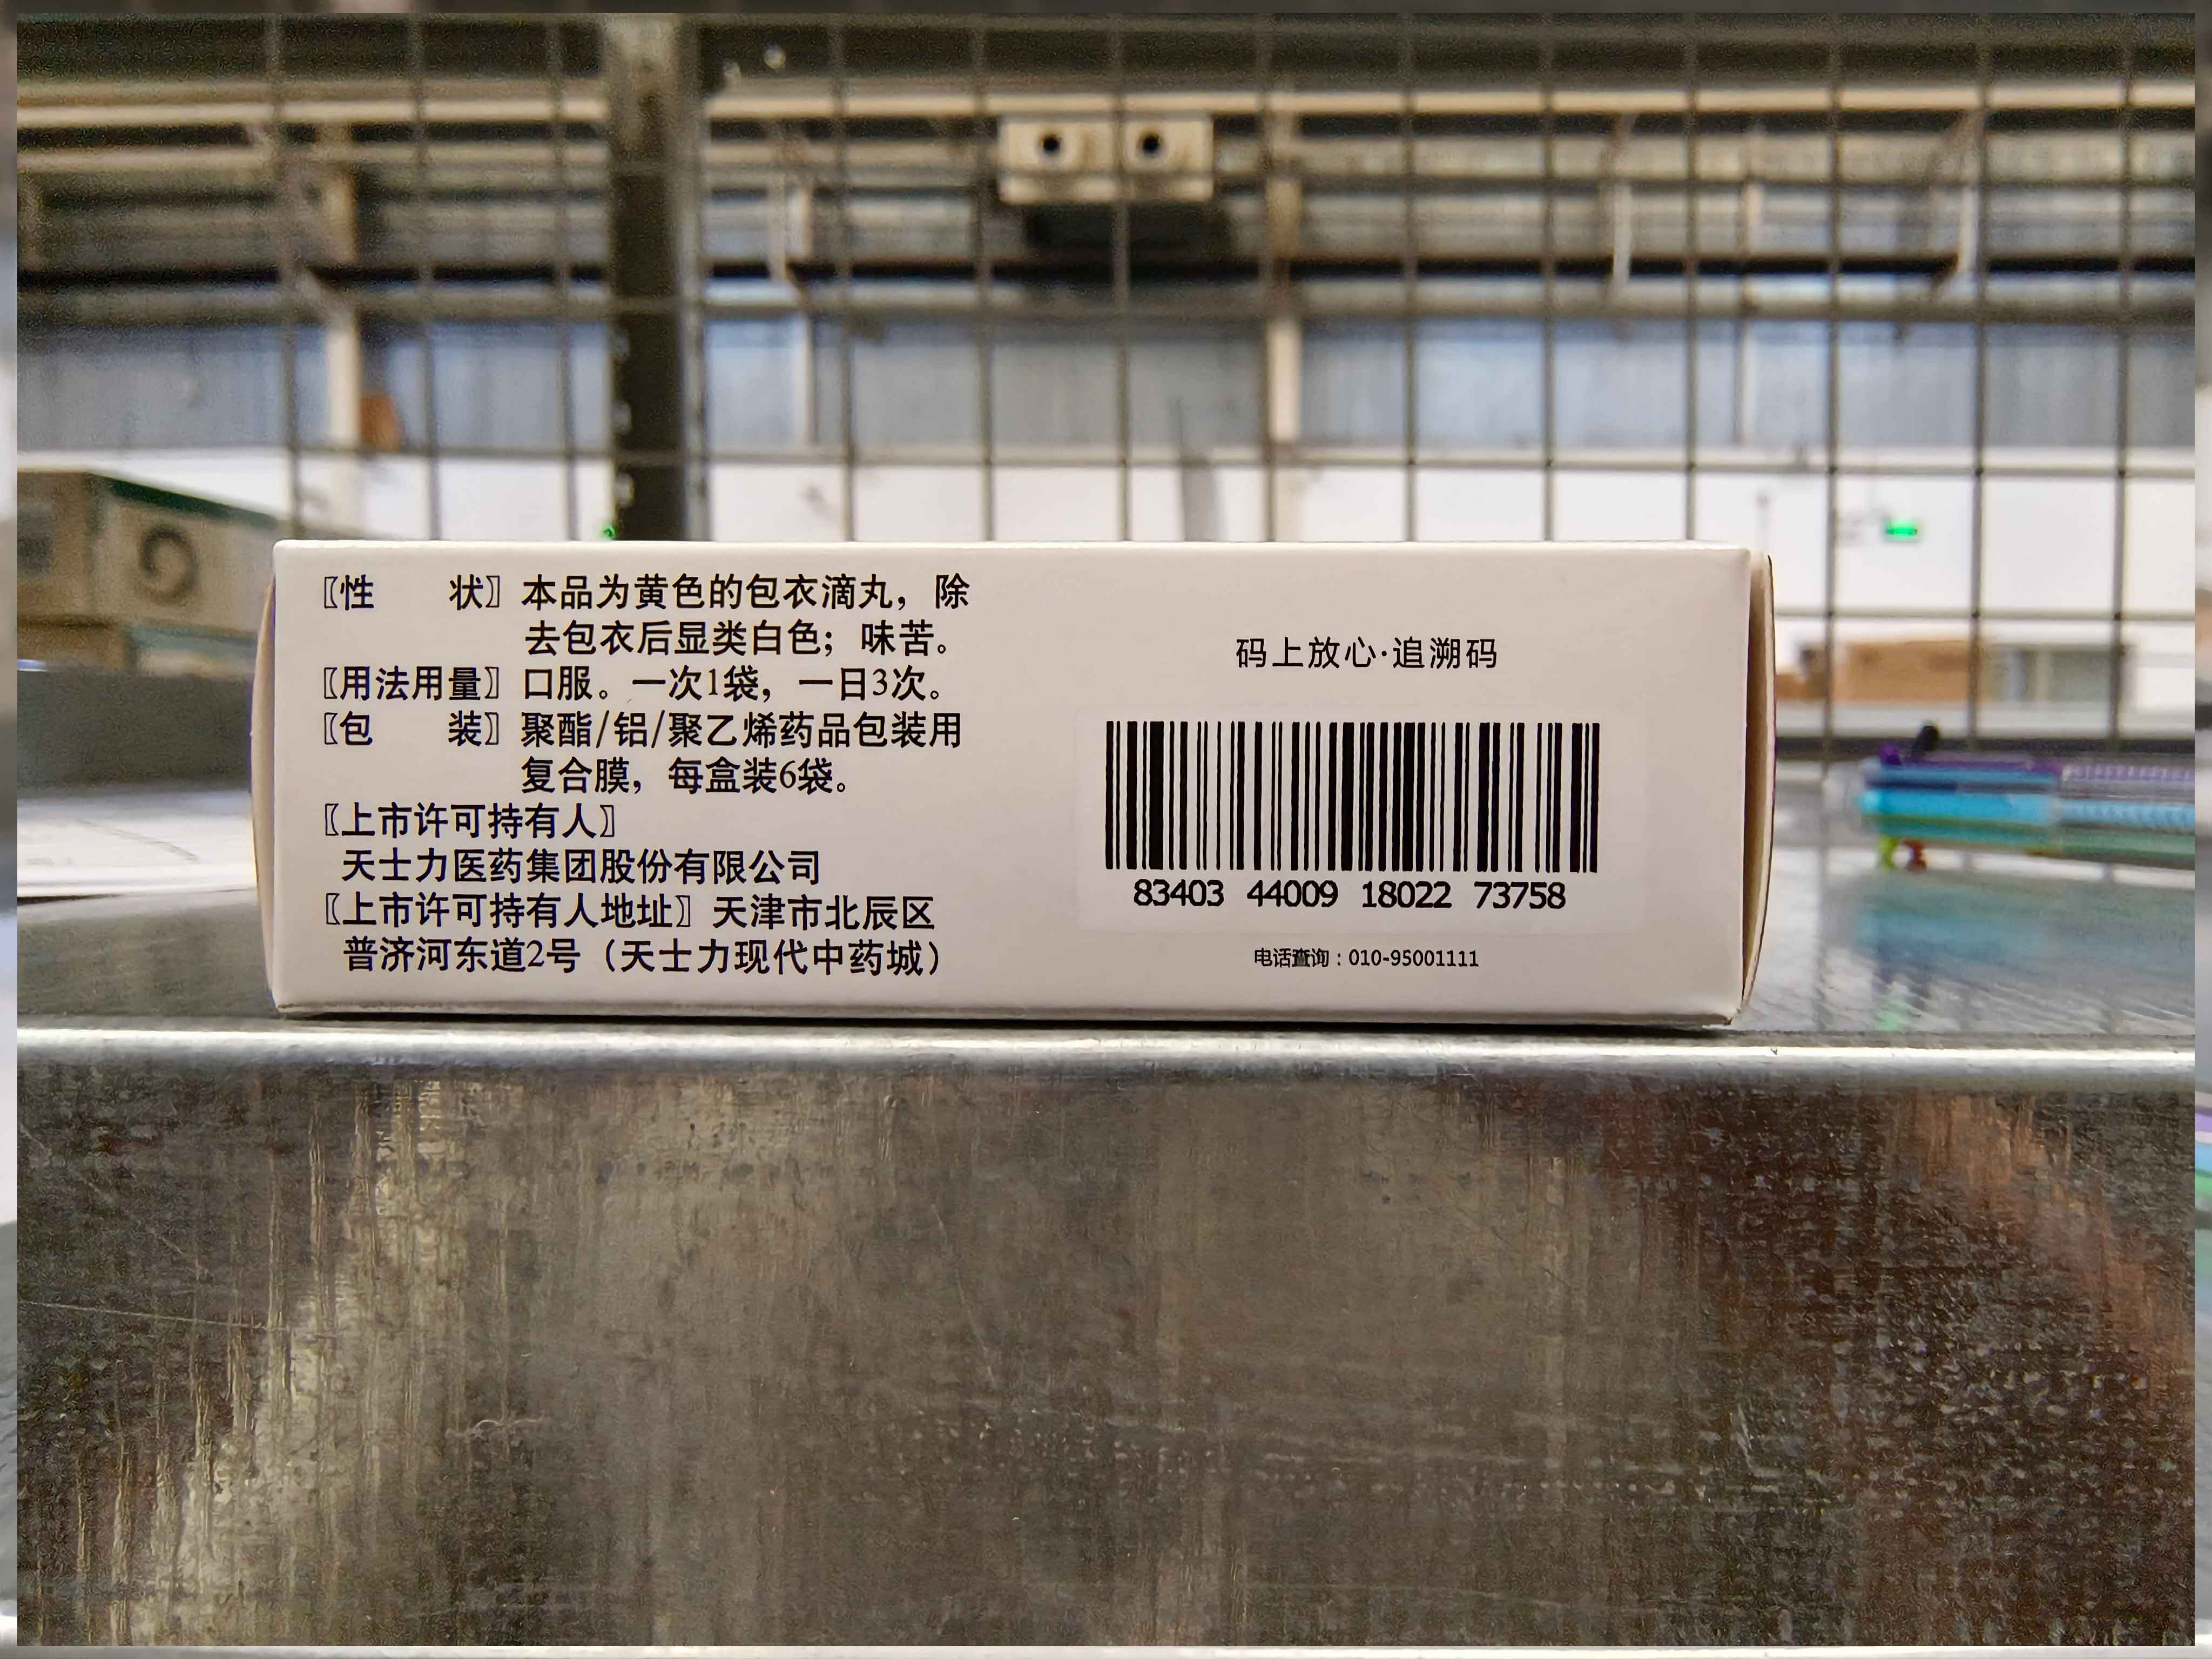 〖性　　状〗本品为黄色的包衣滴丸，除
去包衣后显类白色；味苦。
〖用法用量〗口服。一次1袋，一日3次。
〖包　　装〗聚酯/铝/聚乙烯药品包装用
复合膜，每盒装6袋。
〖上市许可持有人〗
天士力医药集团股份有限公司
〖上市许可持有人地址〗天津市北辰区
普济河东道2号（天士力现代中药城）
码上放心·追溯码
83403 44009 18022 73758
电话查询：010-95001111